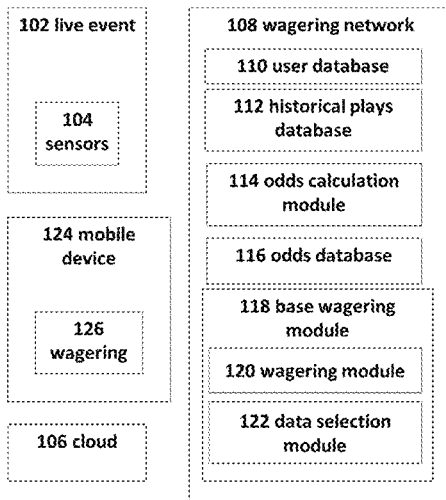 102 live event
104
sensors
124 mobile
device
126
wagering
106 cloud
108 wagering network
110 user database
112 historical plays
database
114 odds calculation
module
116 odds database
118 base wagering
module
120 wagering module
122 data selection
module